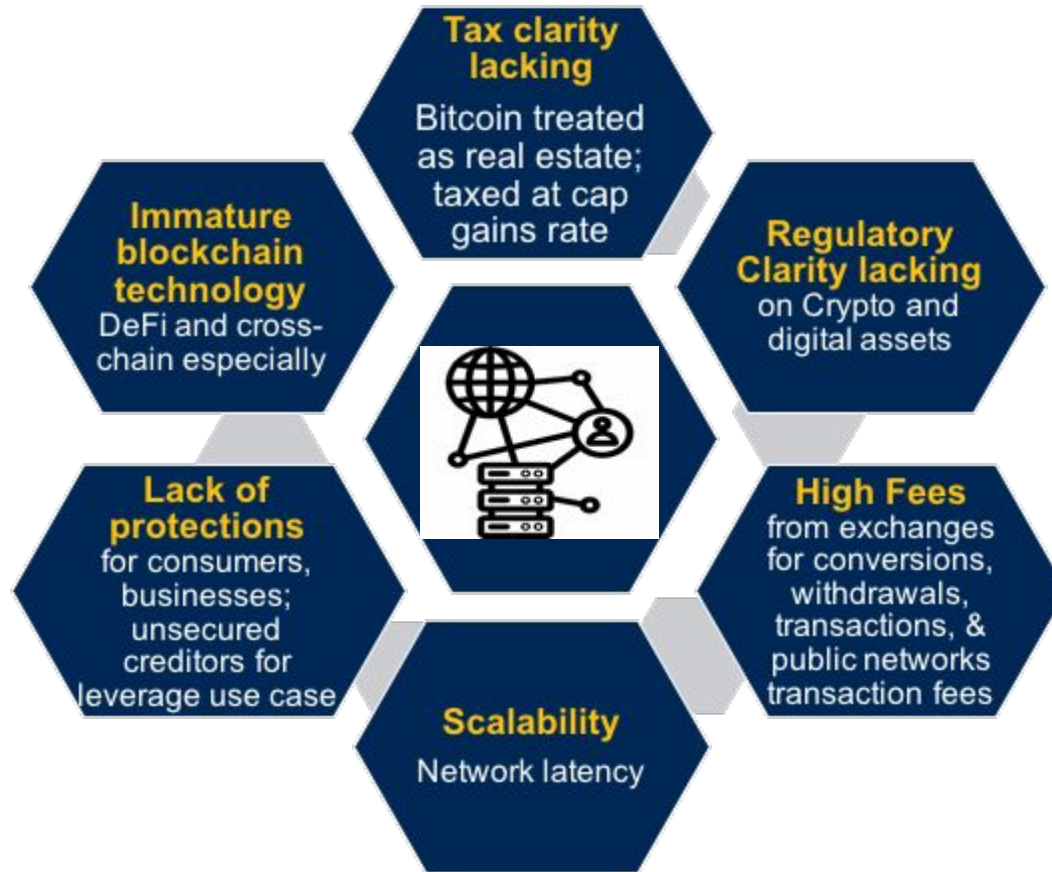 Tax clarity
lacking
Bitcoin treated
as real estate;
taxed at cap
gains rate
Regulatory
Clarity lacking
on Crypto and
digital assets
High Fees
from exchanges
for conversions,
withdrawals,
transactions, &
public networks
transaction fees
Scalability
Network latency
Lack of
protections
for consumers,
businesses;
unsecured
creditors for
leverage use case
Immature
blockchain
technology
DeFi and cross-
chain especially